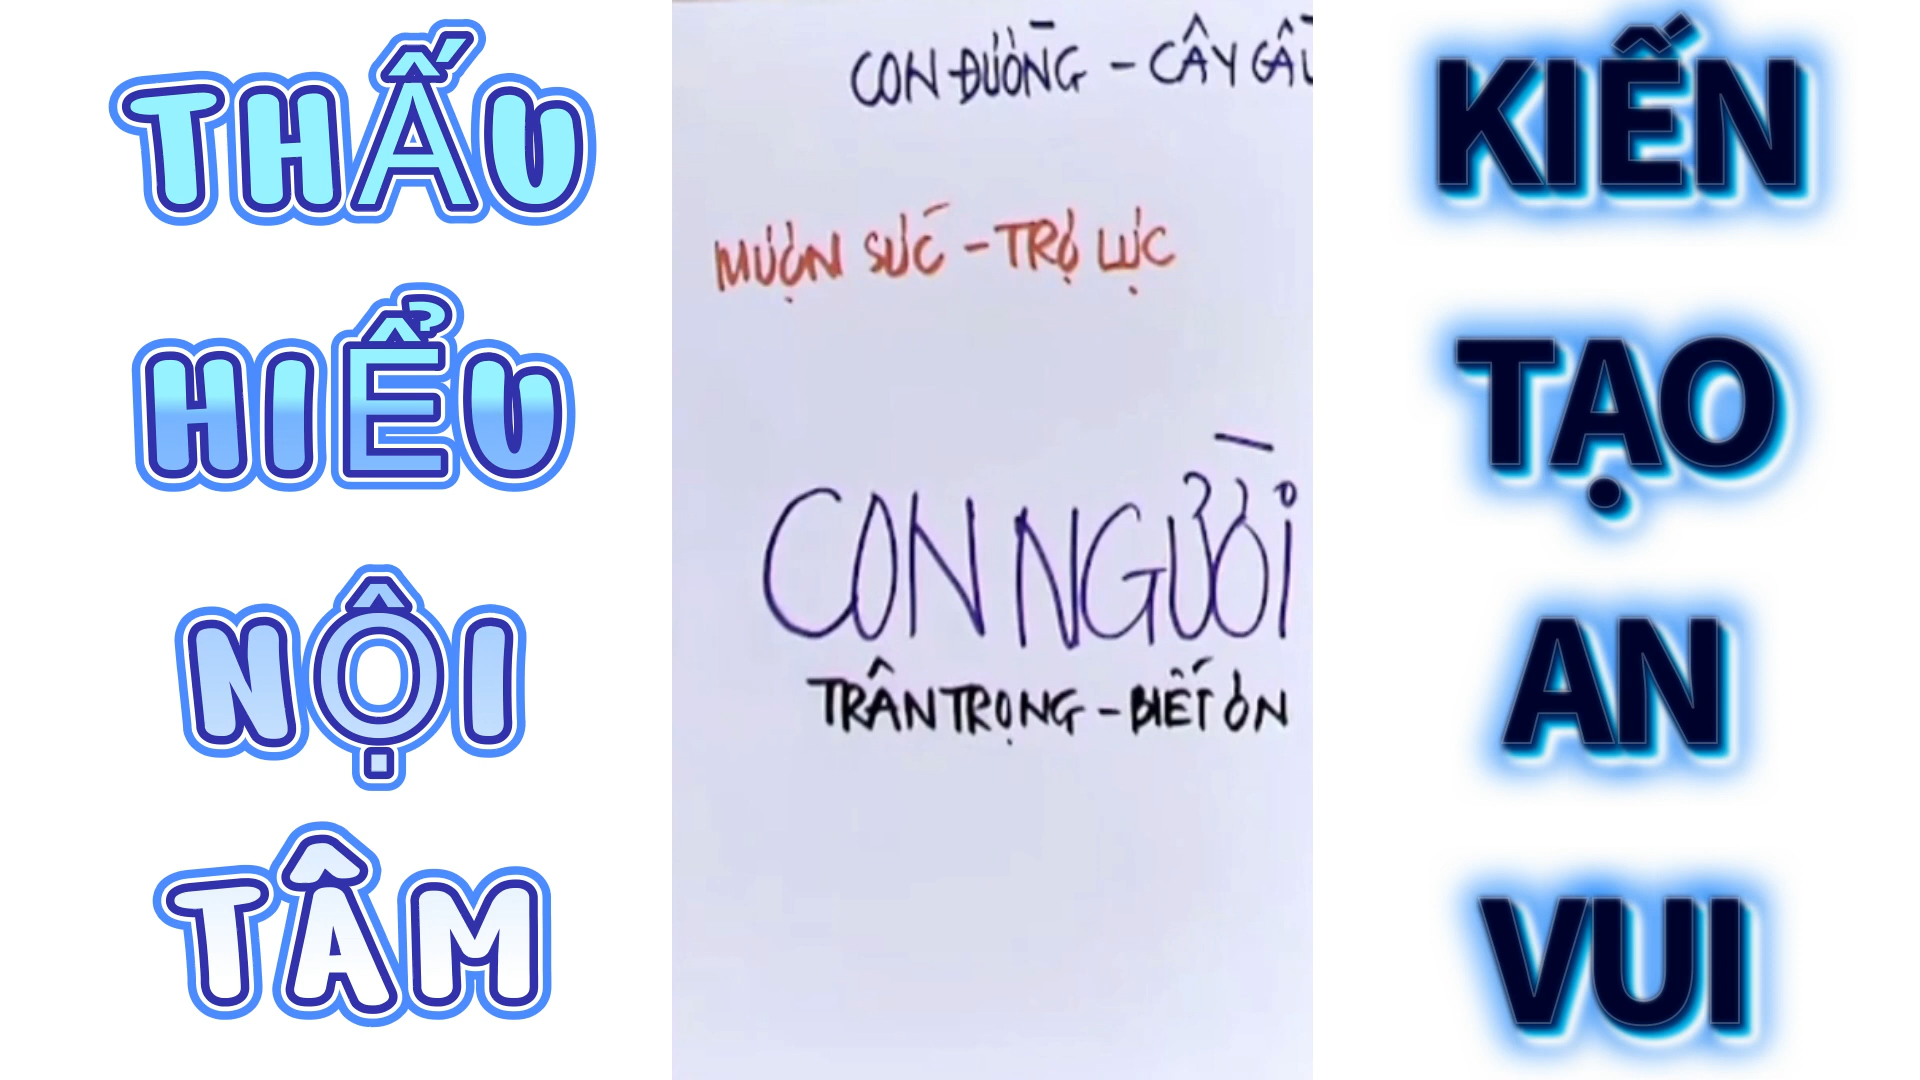 THẤU
HIỂU
NỘI
TÂM
CON ĐƯỜNG - CÂY CẦU
MƯỢN SỨC - TRỢ LỰC
CON NGƯỜI
TRÂN TRỌNG - BIẾT ƠN
KIẾN
TẠO
AN
VUI